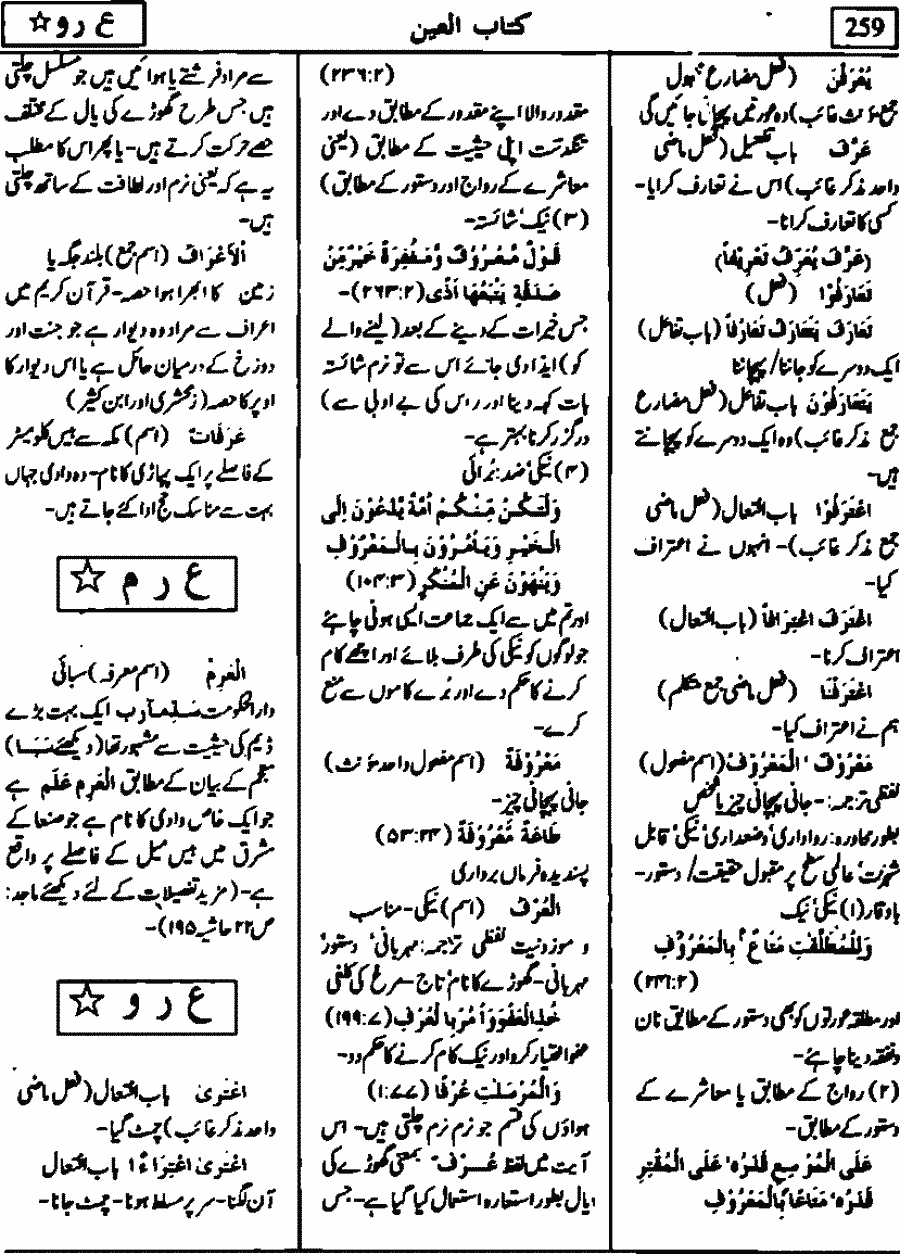 259
کتاب العین
ع ر و ☆
یُعْرَفْنَ (فعل مضارع مجہول
جمع مؤنث غائب) وہ عورتیں پہچانی جائیں گی
عَرَّفَ باب تفعیل (فعل ماضی
واحد مذکر غائب) اس نے تعارف کرایا-
کسی کا تعارف کرانا-
(عَرَّفَ یُعَرِّفُ تَعْرِیْفًا)
تَعَارَفُوْا (فعل)
تَعَارَفَ یَتَعَارَفُ تَعَارُفًا (باب تفاعل)
ایک دوسرے کو جاننا/ پہچاننا
یَتَعَارَفُوْنَ باب تفاعل (فعل مضارع
جمع مذکر غائب) وہ ایک دوسرے کو پہچانتے
ہیں-
اعْتَرَفُوْا باب افتعال (فعل ماضی
جمع مذکر غائب)- انہوں نے اعتراف
کیا-
اعْتَرَفَ اعْتِرَافًا (باب افتعال)
اعتراف کرنا-
اعْتَرَفْنَا (فعل ماضی جمع متکلم)
ہم نے اعتراف کیا-
مَعْرُوْفٌ ' الْمَعْرُوْفُ (اسم مفعول)
لفظی ترجمہ:- جانی پہچانی چیز یا شخص
بطور محاورہ: رواداری' وضعداری' نیکی' قابل
شہرت' عالمی سطح پر مقبول حقیقت/ دستور-
باوقار (۱) نیکی' نیک
وَلِلْمُطَلَّقٰتِ مَتَاعٌ ' بِالْمَعْرُوْفِ
(۲۴۱:۲)
اور مطلقہ عورتوں کو بھی دستور کے مطابق نان
ونفقہ دینا چاہئے-
(۲) رواج کے مطابق یا معاشرے کے
دستور کے مطابق-
عَلَی الْمُوْسِعِ قَدَرُہٗ' عَلَی الْمُقْتِرِ
قَدَرُہٗ' مَتَاعًا بِالْمَعْرُوْفِ
(۲۳۶:۲)
مقدور والا اپنے مقدور کے مطابق دے اور
تنگدست اپنی حیثیت کے مطابق (یعنی
معاشرے کے رواج اور دستور کے مطابق)
(۳) نیک' شائستہ-
قَوْلٌ مَّعْرُوْفٌ وَّمَغْفِرَةٌ خَیْرٌ مِّنْ
صَدَقَةٍ یَّتْبَعُهَا اَذًی (۲۶۳:۲)-
جس خیرات کے دینے کے بعد (لینے والے
کو) ایذا دی جائے اس سے تو نرم شائستہ
بات کہہ دینا اور (اس کی بے ادبی سے)
درگزر کرنا بہتر ہے-
(۴) نیکی' ضد: برائی
وَلْتَکُنْ مِّنْکُمْ اُمَّةٌ یَّدْعُوْنَ اِلَی
الْخَیْرِ وَیَأْمُرُوْنَ بِالْمَعْرُوْفِ
وَیَنْهَوْنَ عَنِ الْمُنْکَرِ (۱۰۴:۳)
اور تم میں سے ایک جماعت ایسی ہونی چاہئے
جو لوگوں کو نیکی کی طرف بلائے اور اچھے کام
کرنے کا حکم دے اور برے کاموں سے منع
کرے-
مَعْرُوْفَةٌ (اسم مفعول واحد مؤنث)
جانی پہچانی چیز-
طَاعَةٌ مَّعْرُوْفَةٌ (۵۳:۲۴)
پسندیدہ فرماں برداری
الْعُرْفُ (اسم) نیکی- مناسب
و موزونیت لفظی ترجمہ: مہربانی' دستور'
مہربانی- گھوڑے کا نام' تاج- مرغ کی کلغی
خُذِ الْعَفْوَ وَأْمُرْ بِالْعُرْفِ (۱۹۹:۷)
عفو اختیار کرو اور نیک کام کرنے کا حکم دو-
وَالْمُرْسَلٰتِ عُرْفًا (۱:۷۷)
ہواؤں کی قسم جو نرم نرم چلتی ہیں- اس
آیت میں لفظ عُرْفٌ بمعنی گھوڑے کی
ایال بطور استعارہ استعمال کیا گیا ہے- جس
سے مراد فرشتے یا ہوائیں ہیں جو مسلسل چلتی
ہیں جس طرح گھوڑے کی یال کے مختلف
حصے حرکت کرتے ہیں- یا پھر اس کا مطلب
یہ ہے کہ یعنی نرم اور لطافت کے ساتھ چلتی
ہیں-
اَلْاَعْرَافُ (اسم جمع) بلند جگہ یا
زمین کا ابھرا ہوا حصہ- قرآن کریم میں
اعراف سے مراد وہ دیوار ہے جو جنت اور
دوزخ کے درمیان حائل ہے یا اس دیوار کا
اوپر کا حصہ (زمخشری اور ابن کثیر)
عَرَفَاتٌ (اسم) مکہ سے بیس کلومیٹر
کے فاصلے پر ایک پہاڑی کا نام- وہ وادی جہاں
بہت سے مناسک حج ادا کئے جاتے ہیں-
ع ر م ☆
الْعَرِمُ (اسم معرفہ) سبائی
دارالحکومت سَدِّ مأرب ایک بہت بڑے
ڈیم کی حیثیت سے مشہور تھا (دیکھئے سَبَا)
معجم کے بیان کے مطابق الْعَرِم عَلَم ہے
جو ایک خاص وادی کا نام ہے جو صنعا کے
مشرق میں بیس میل کے فاصلے پر واقع
ہے- (مزید تفصیلات کے لئے دیکھئے ماجد:
ص ۲۲ حاشیہ ۱۹۵)-
ع ر و ☆
اعْتَرٰی باب افتعال (فعل ماضی
واحد مذکر غائب) چمٹ گیا-
اعْتَرٰی اعْتِرَاءً ا باب افتعال
آن لگنا- سر پر مسلط ہونا- چمٹ جانا-